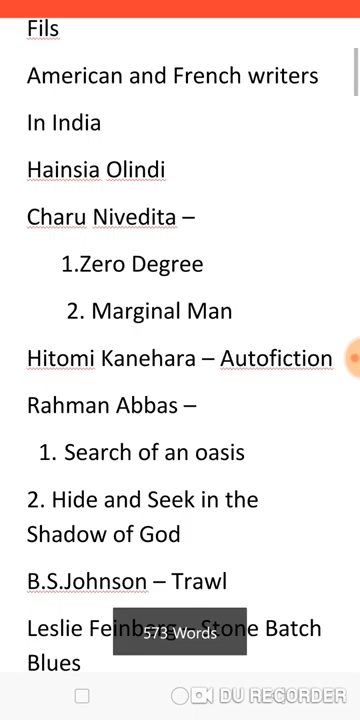 Fils
American and French writers
In India
Hainsia Olindi
Charu Nivedita –
1.Zero Degree
2. Marginal Man
Hitomi Kanehara – Autofiction
Rahman Abbas –
1. Search of an oasis
2. Hide and Seek in the
Shadow of God
B.S.Johnson – Trawl
Leslie Feinberg – Stone Batch
573 Words
Blues
DU RECORDER